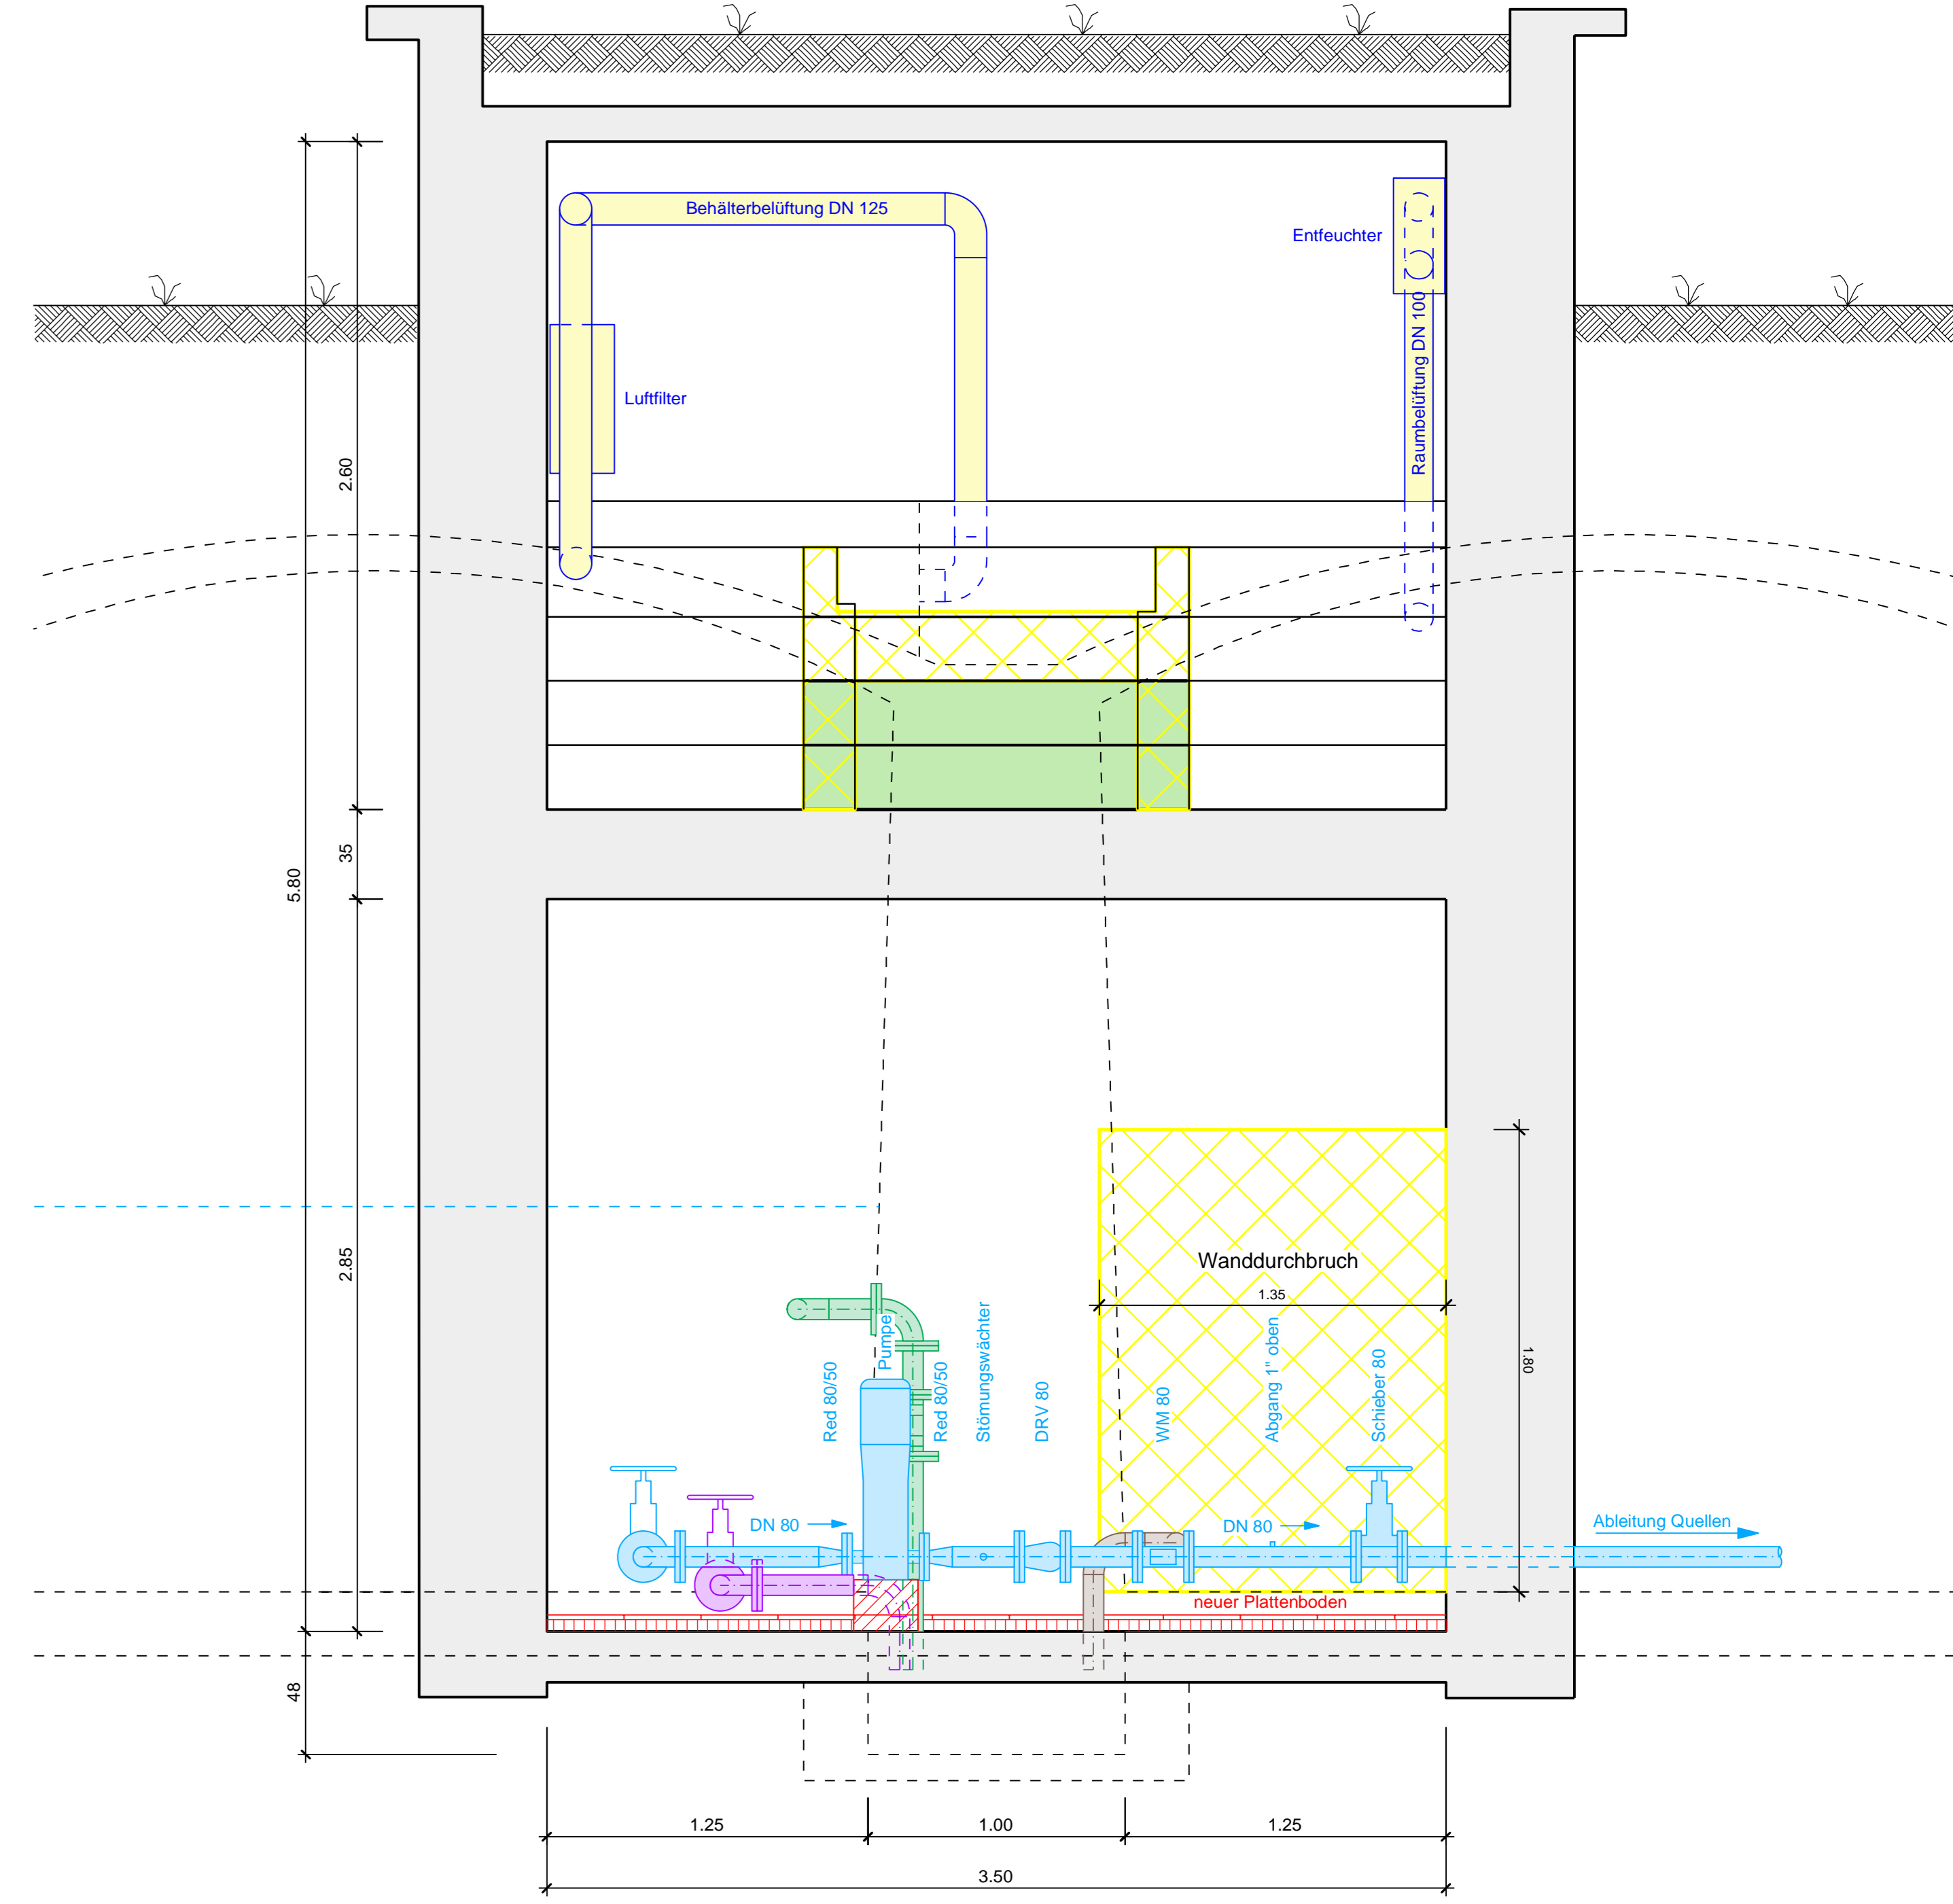 Behälterbelüftung DN 125
Entfeuchter
Raumbelüftung DN 100
Luftfilter
2.60
35
5.80
2.85
48
Wanddurchbruch
1.35
1.80
Red 80/50
Pumpe
Red 80/50
Stömungswächter
DRV 80
WM 80
Abgang 1" oben
Schieber 80
DN 80
DN 80
Ableitung Quellen
neuer Plattenboden
1.25
1.00
1.25
3.50